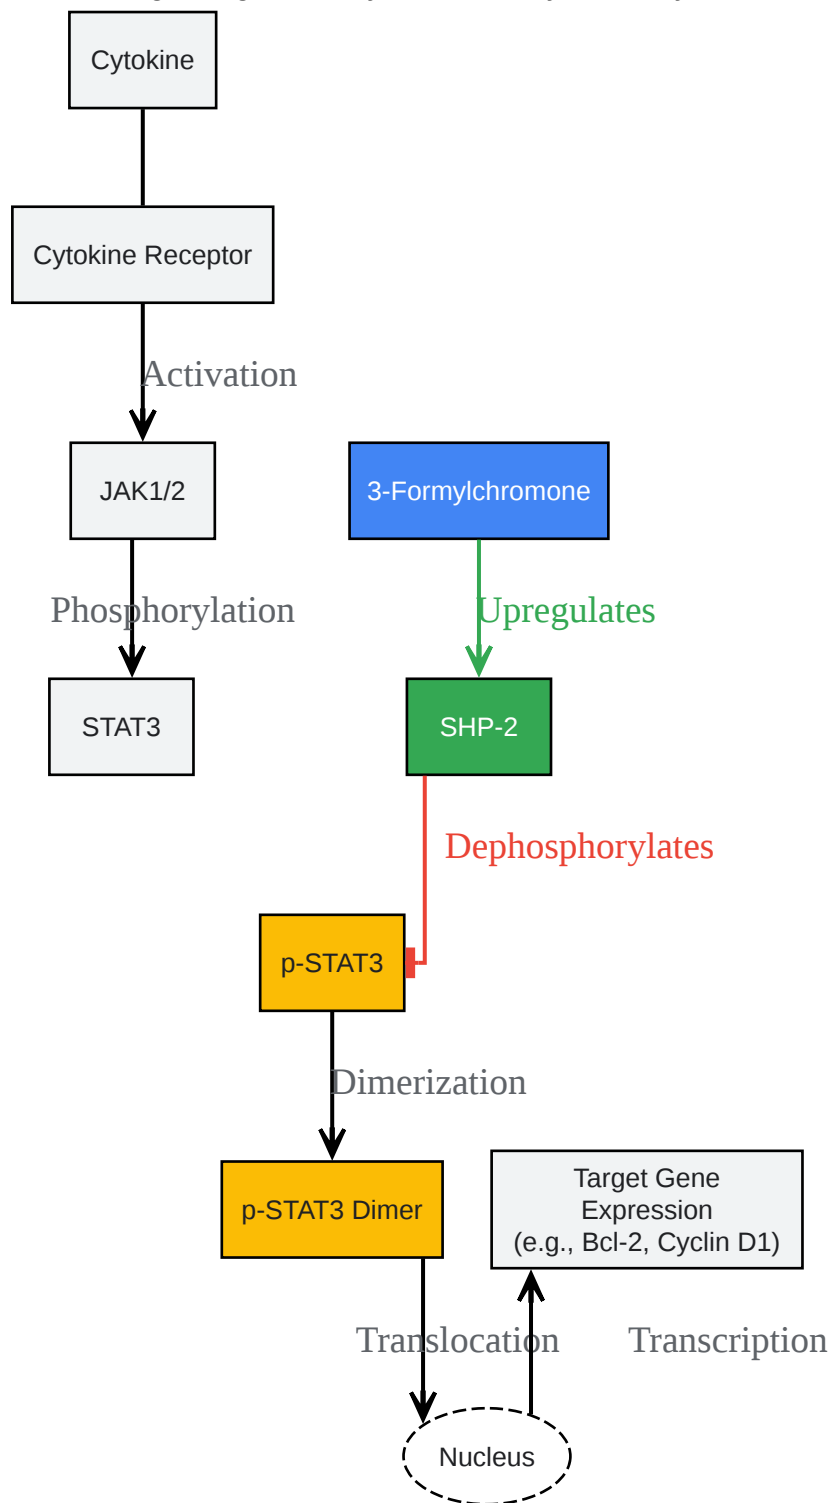 Cytokine
Cytokine Receptor
Activation
JAK1/2
3-Formylchromone
Phosphorylation
Upregulates
STAT3
SHP-2
Dephosphorylates
p-STAT3
Dimerization
p-STAT3 Dimer
Target Gene
Expression
(e.g., Bcl-2, Cyclin D1)
Translocation
Transcription
Nucleus